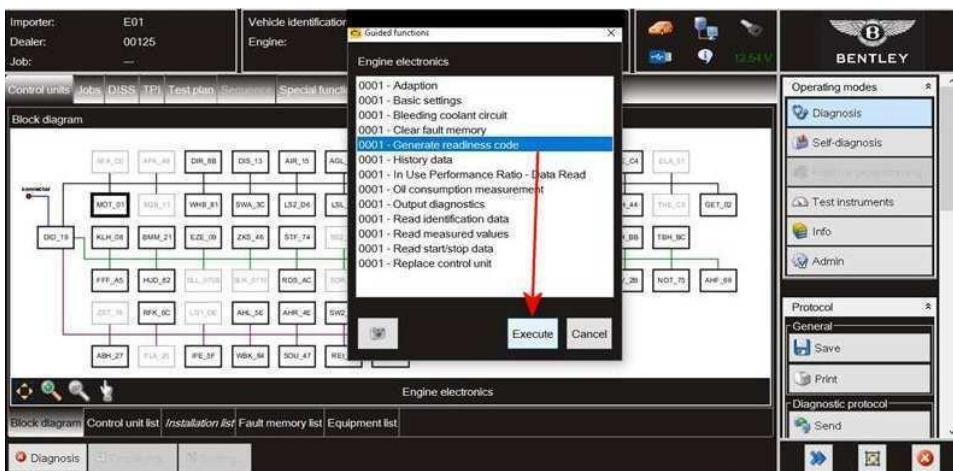 Importer: E01
Dealer: 00125
Job: ---
Vehicle identification
Engine:
12.54 V
BENTLEY
Control units Jobs DISS TPI Test plan Special functi
Block diagram
Guided functions
Engine electronics
0001 - Adaption
0001 - Basic settings
0001 - Bleeding coolant circuit
0001 - Clear fault memory
0001 - Generate readiness code
0001 - History data
0001 - In Use Performance Ratio - Data Read
0001 - Oil consumption measurement
0001 - Output diagnostics
0001 - Read identification data
0001 - Read measured values
0001 - Read start/stop data
0001 - Replace control unit
Execute Cancel
DIR_8B DIS_13 AIR_15 AGL_
MOT_01 WHB_81 SWA_3C LS2_D6 LSL_ GET_02
DID_19 KLH_08 BMM_21 EZE_09 ZKS_46 STF_74 TBH_BC
FFF_A5 HUD_82 RDS_AC NOT_75 AHF_69
RFK_6C AHL_5E AHR_4E SW2_
ABH_27 IFE_5F WBK_84 SOU_47
Engine electronics
Block diagram Control unit list Installation list Fault memory list Equipment list
Diagnosis
Operating modes
Diagnosis
Self-diagnosis
Test instruments
Info
Admin
Protocol
General
Save
Print
Diagnostic protocol
Send